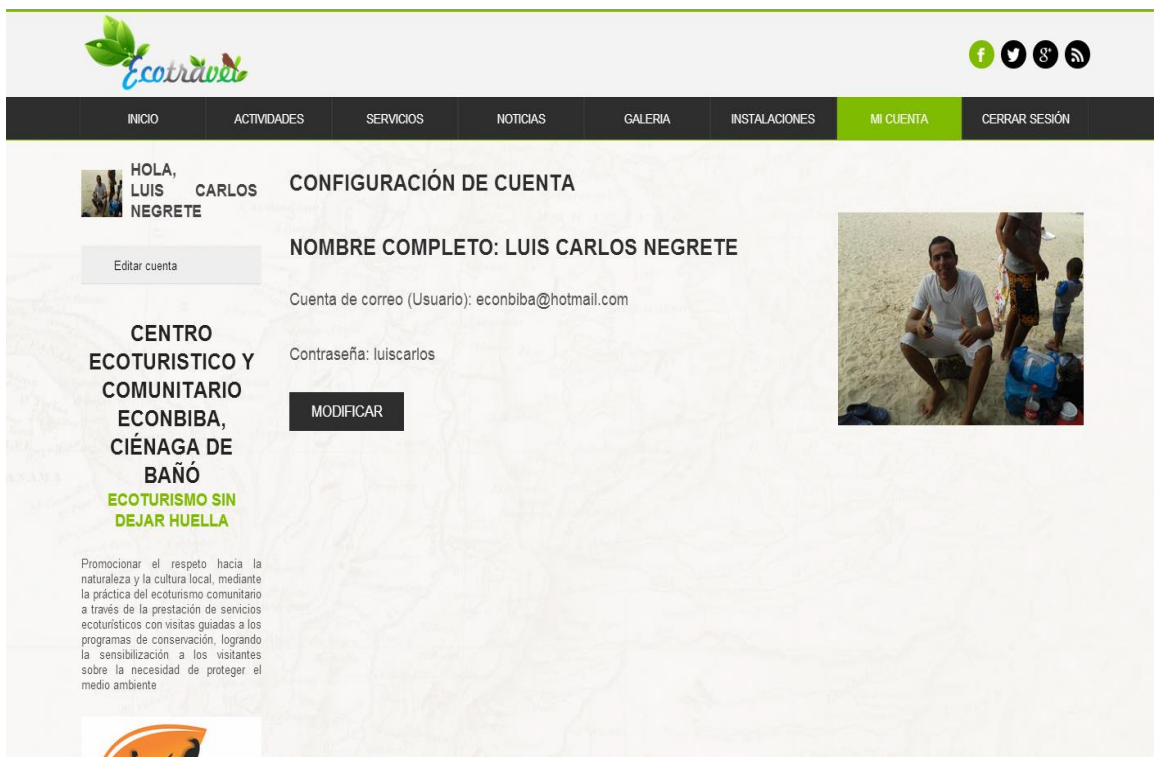 Ecotravel
INICIO
ACTIVIDADES
SERVICIOS
NOTICIAS
GALERIA
INSTALACIONES
MI CUENTA
CERRAR SESIÓN
HOLA,
LUIS CARLOS
NEGRETE
Editar cuenta
CENTRO
ECOTURISTICO Y
COMUNITARIO
ECONBIBA,
CIÉNAGA DE
BAÑÓ
ECOTURISMO SIN
DEJAR HUELLA
Promocionar el respeto hacia la
naturaleza y la cultura local, mediante
la práctica del ecoturismo comunitario
a través de la prestación de servicios
ecoturísticos con visitas guiadas a los
programas de conservación, logrando
la sensibilización a los visitantes
sobre la necesidad de proteger el
medio ambiente
CONFIGURACIÓN DE CUENTA
NOMBRE COMPLETO: LUIS CARLOS NEGRETE
Cuenta de correo (Usuario): econbiba@hotmail.com
Contraseña: luiscarlos
MODIFICAR